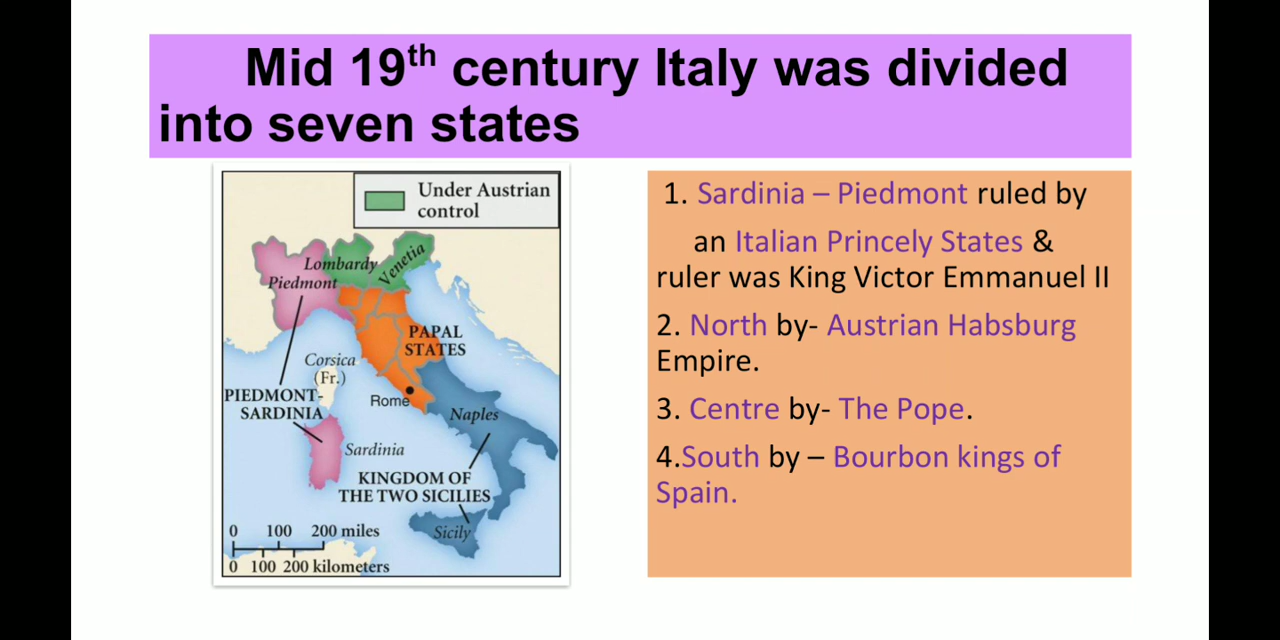 Mid 19th century Italy was divided
into seven states
Under Austrian
control
Lombardy
Venetia
Piedmont
PAPAL
STATES
Corsica
(Fr.)
PIEDMONT-
SARDINIA
Rome
Naples
Sardinia
KINGDOM OF
THE TWO SICILIES
Sicily
0 100 200 miles
0 100 200 kilometers
1. Sardinia – Piedmont ruled by
an Italian Princely States &
ruler was King Victor Emmanuel II
2. North by- Austrian Habsburg
Empire.
3. Centre by- The Pope.
4.South by – Bourbon kings of
Spain.